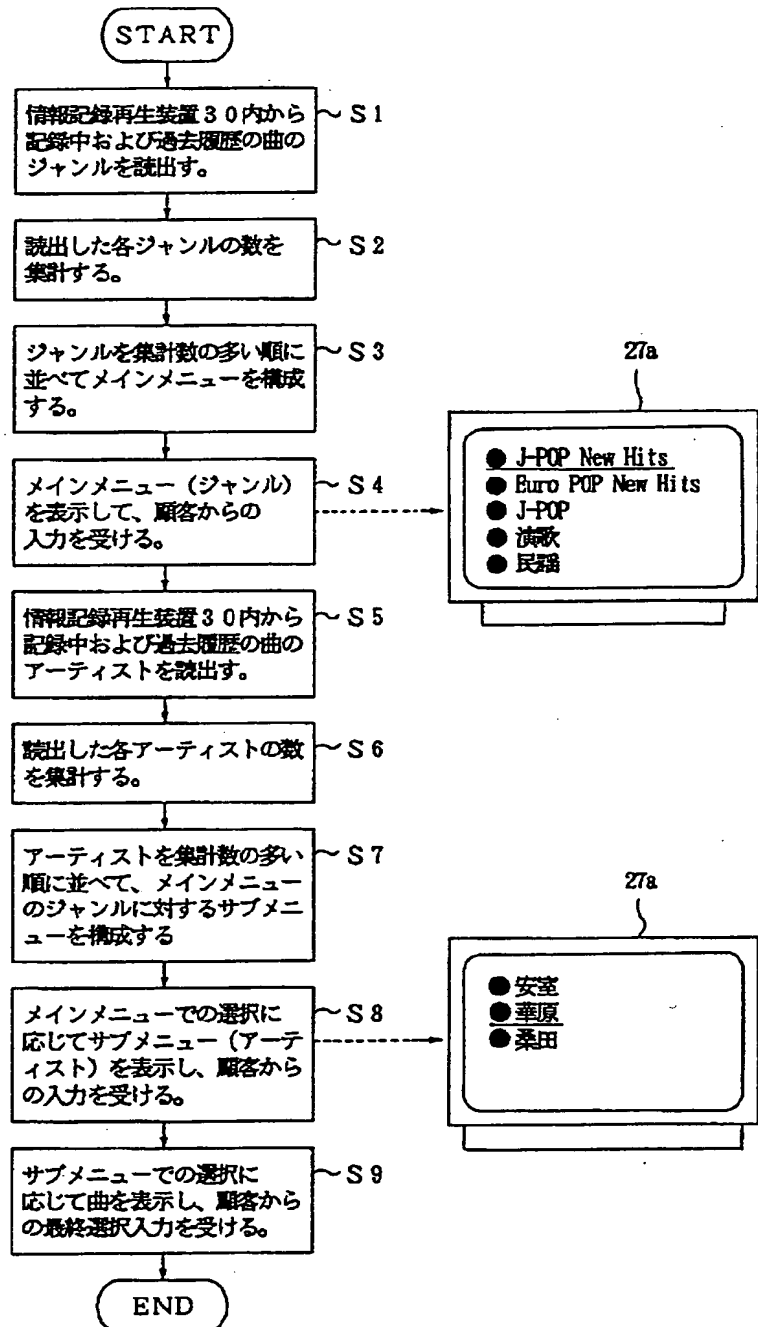 START
情報記録再生装置30内から
記録中および過去履歴の曲の
ジャンルを読出す。
～S1
読出した各ジャンルの数を
集計する。
～S2
ジャンルを集計数の多い順に
並べてメインメニューを構成
する。
～S3
メインメニュー（ジャンル）
を表示して、顧客からの
入力を受ける。
～S4
27a
● J-POP New Hits
● Euro POP New Hits
● J-POP
● 演歌
● 民謡
情報記録再生装置30内から
記録中および過去履歴の曲の
アーティストを読出す。
～S5
読出した各アーティストの数
を集計する。
～S6
アーティストを集計数の多い
順に並べて、メインメニュー
のジャンルに対するサブメニ
ューを構成する
～S7
メインメニューでの選択に
応じてサブメニュー（アーテ
ィスト）を表示し、顧客から
の入力を受ける。
～S8
27a
● 安室
● 華原
● 桑田
サブメニューでの選択に
応じて曲を表示し、顧客から
の最終選択入力を受ける。
～S9
END